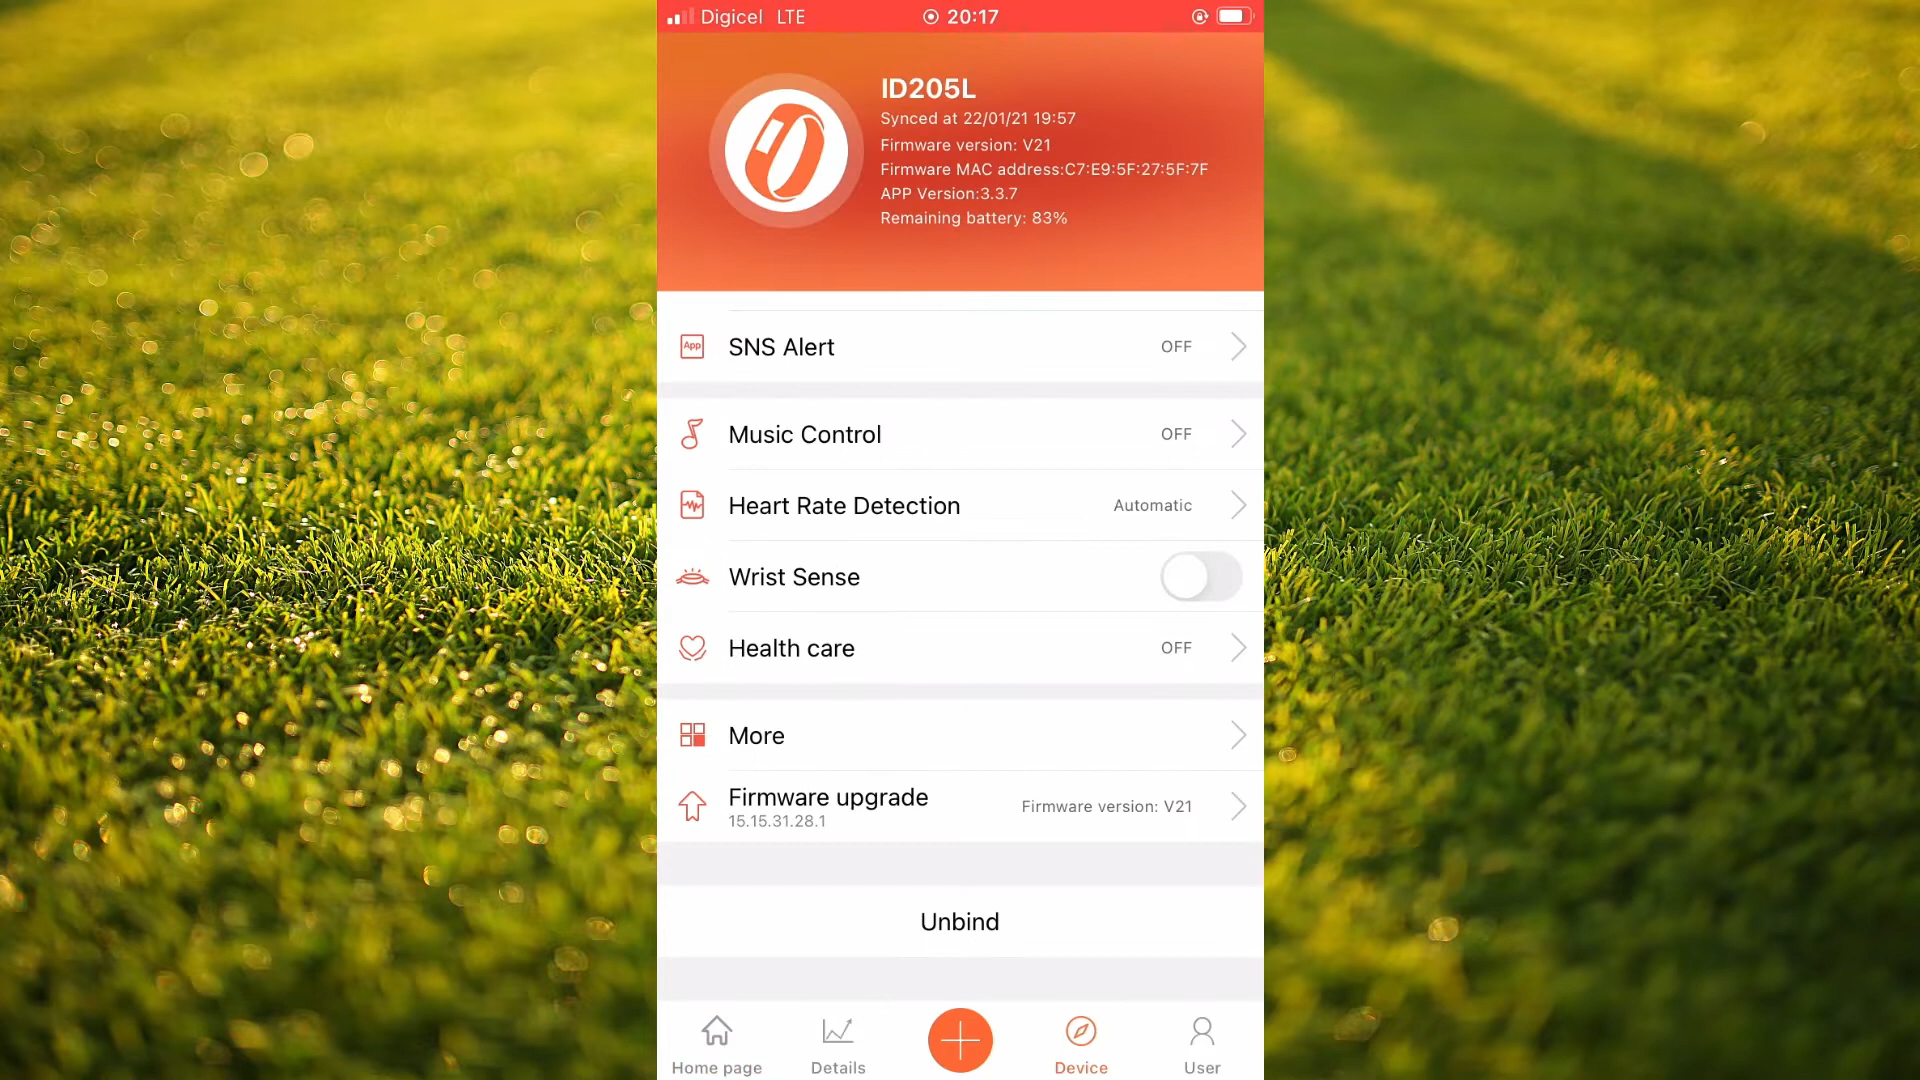 Digicel LTE 20:17
ID205L
Synced at 22/01/21 19:57
Firmware version: V21
Firmware MAC address:C7:E9:5F:27:5F:7F
APP Version:3.3.7
Remaining battery: 83%
App SNS Alert OFF
Music Control OFF
Heart Rate Detection Automatic
Wrist Sense
Health care OFF
More
Firmware upgrade Firmware version: V21
15.15.31.28.1
Unbind
Home page Details Device User